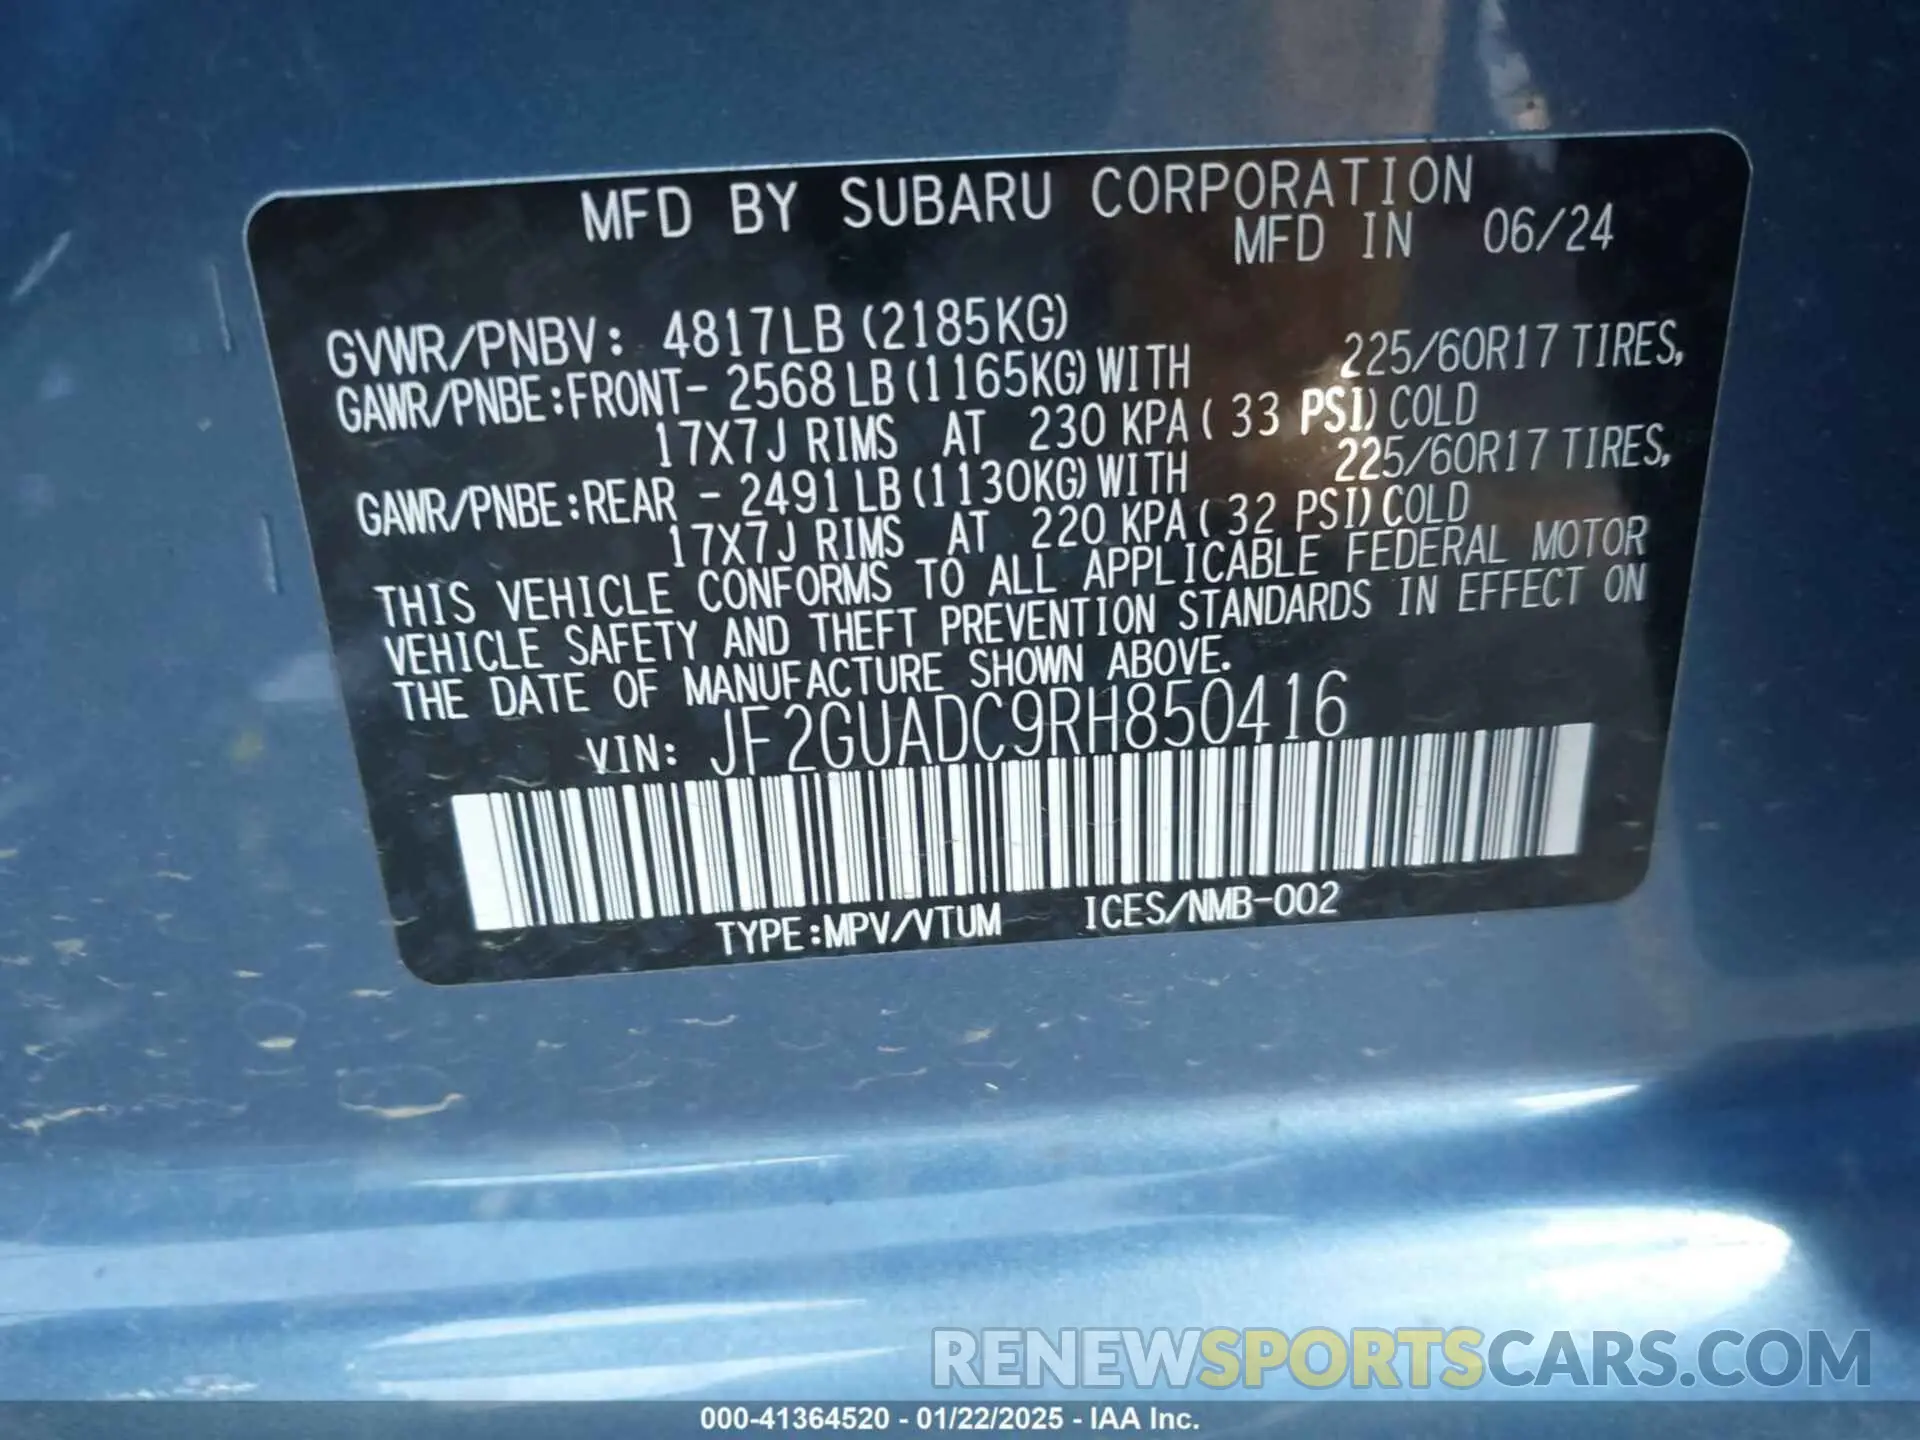 MFD BY SUBARU CORPORATION
MFD IN 06/24
GVWR/PNBV: 4817LB (2185KG)
GAWR/PNBE:FRONT- 2568 LB (1165KG) WITH 225/60R17 TIRES,
17X7J RIMS AT 230 KPA ( 33 PSI) COLD
GAWR/PNBE:REAR - 2491 LB (1130KG) WITH 225/60R17 TIRES,
17X7J RIMS AT 220 KPA ( 32 PSI) COLD
THIS VEHICLE CONFORMS TO ALL APPLICABLE FEDERAL MOTOR
VEHICLE SAFETY AND THEFT PREVENTION STANDARDS IN EFFECT ON
THE DATE OF MANUFACTURE SHOWN ABOVE.
VIN: JF2GUADC9RH850416
TYPE:MPV/VTUM ICES/NMB-002
RENEWSPORTSCARS.COM
000-41364520 - 01/22/2025 - IAA Inc.